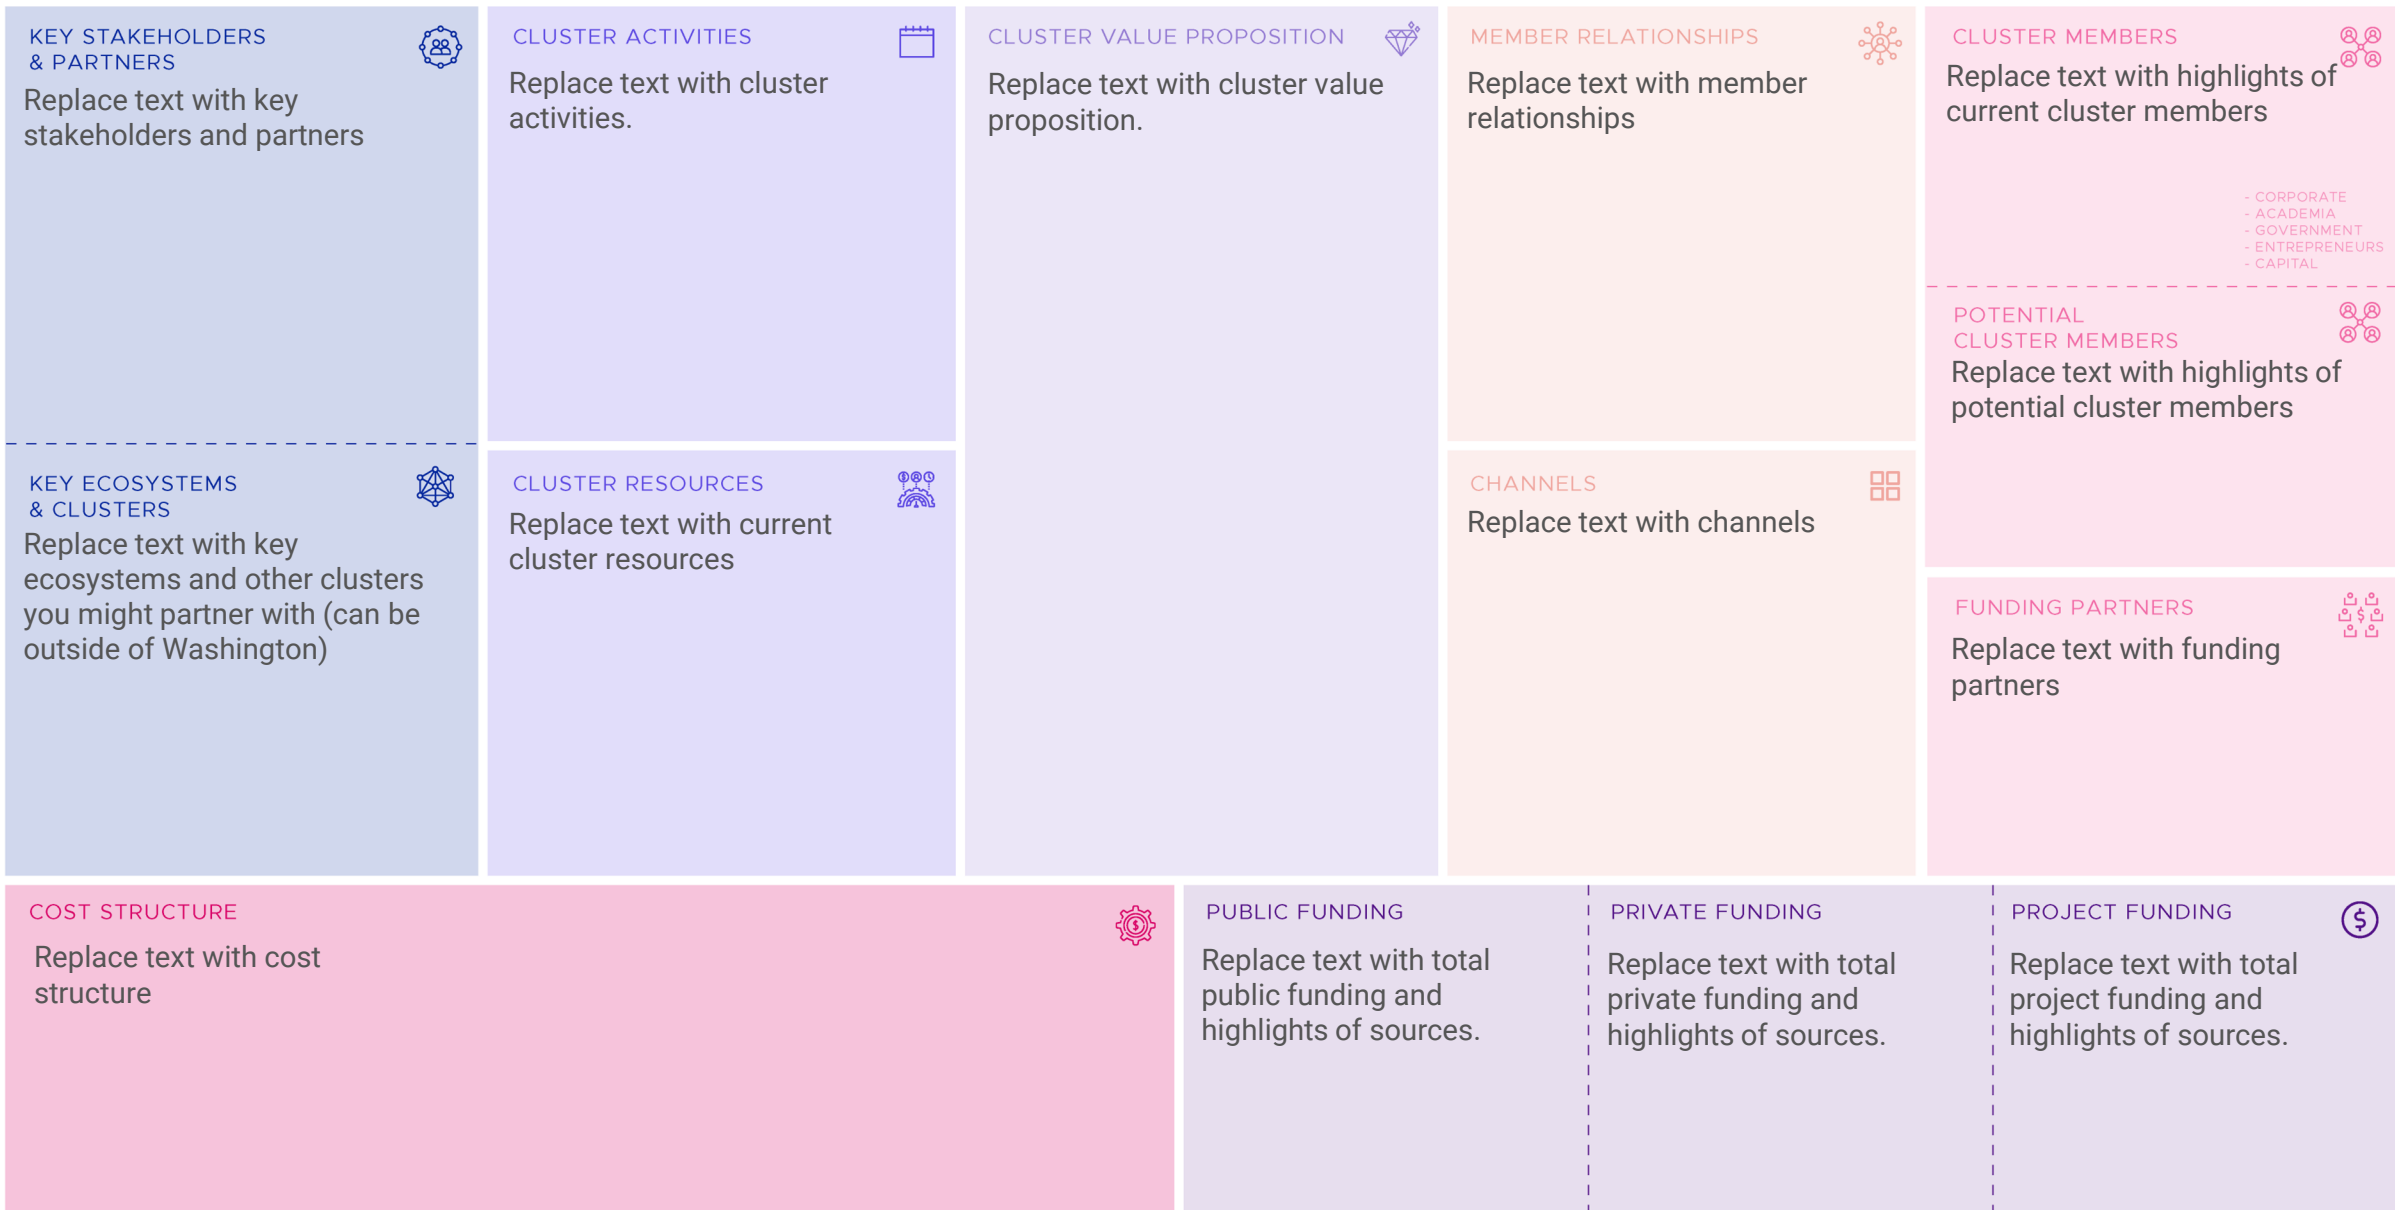 KEY STAKEHOLDERS
& PARTNERS
Replace text with key
stakeholders and partners
KEY ECOSYSTEMS
& CLUSTERS
Replace text with key
ecosystems and other clusters
you might partner with (can be
outside of Washington)
CLUSTER ACTIVITIES
Replace text with cluster
activities.
CLUSTER RESOURCES
Replace text with current
cluster resources
CLUSTER VALUE PROPOSITION
Replace text with cluster value
proposition.
MEMBER RELATIONSHIPS
Replace text with member
relationships
CHANNELS
Replace text with channels
CLUSTER MEMBERS
Replace text with highlights of
current cluster members
- CORPORATE
- ACADEMIA
- GOVERNMENT
- ENTREPRENEURS
- CAPITAL
POTENTIAL
CLUSTER MEMBERS
Replace text with highlights of
potential cluster members
FUNDING PARTNERS
Replace text with funding
partners
COST STRUCTURE
Replace text with cost
structure
PUBLIC FUNDING
Replace text with total
public funding and
highlights of sources.
PRIVATE FUNDING
Replace text with total
private funding and
highlights of sources.
PROJECT FUNDING
Replace text with total
project funding and
highlights of sources.